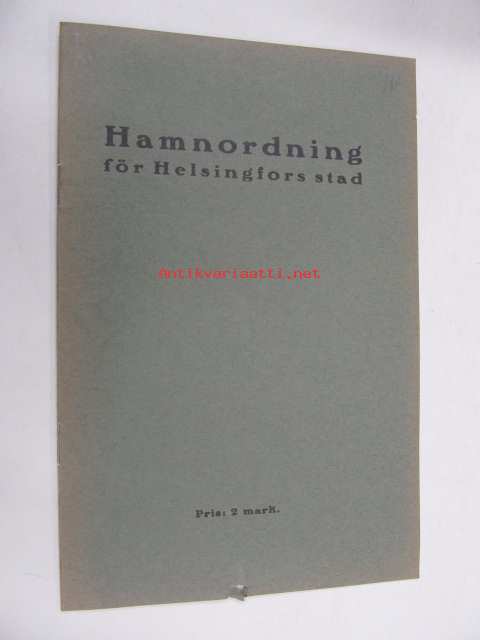 Hamnordning
för Helsingfors stad
Antikvariaatti.net
Pris: 2 mark.